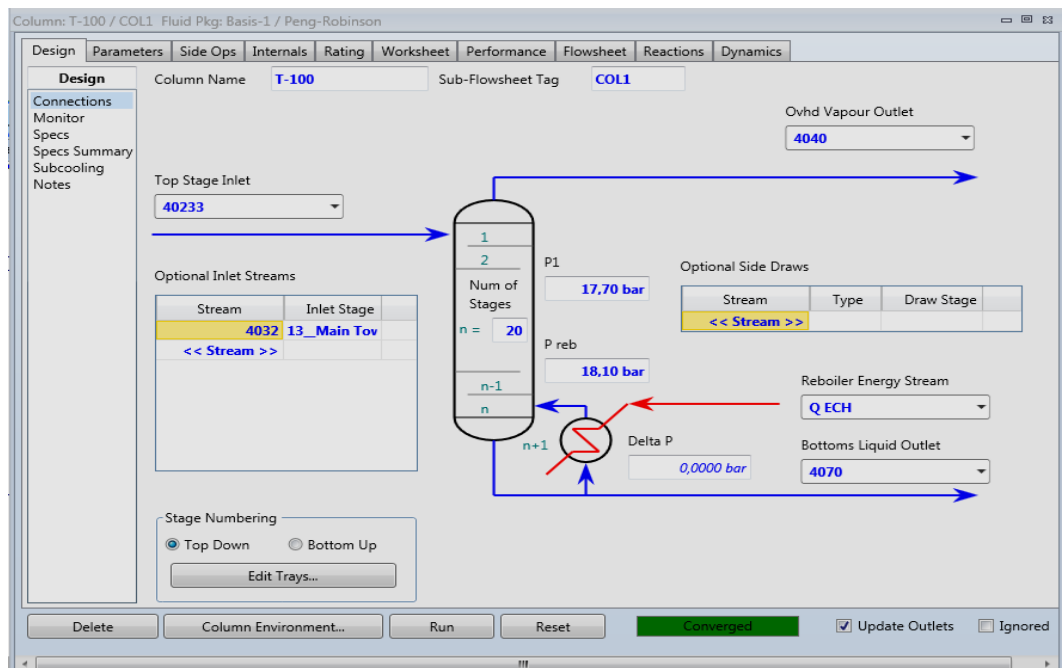 Column: T-100 / COL1 Fluid Pkg: Basis-1 / Peng-Robinson
Design Parameters Side Ops Internals Rating Worksheet Performance Flowsheet Reactions Dynamics
Design
Connections
Monitor
Specs
Specs Summary
Subcooling
Notes
Column Name T-100 Sub-Flowsheet Tag COL1
Ovhd Vapour Outlet
4040
Top Stage Inlet
40233
Optional Inlet Streams
Stream Inlet Stage
4032 13__Main Tov
<< Stream >>
1
2
Num of
Stages
n = 20
n-1
n
n+1
P1
17,70 bar
P reb
18,10 bar
Delta P
0,0000 bar
Optional Side Draws
Stream Type Draw Stage
<< Stream >>
Reboiler Energy Stream
Q ECH
Bottoms Liquid Outlet
4070
Stage Numbering
Top Down Bottom Up
Edit Trays...
Delete Column Environment... Run Reset Converged Update Outlets Ignored